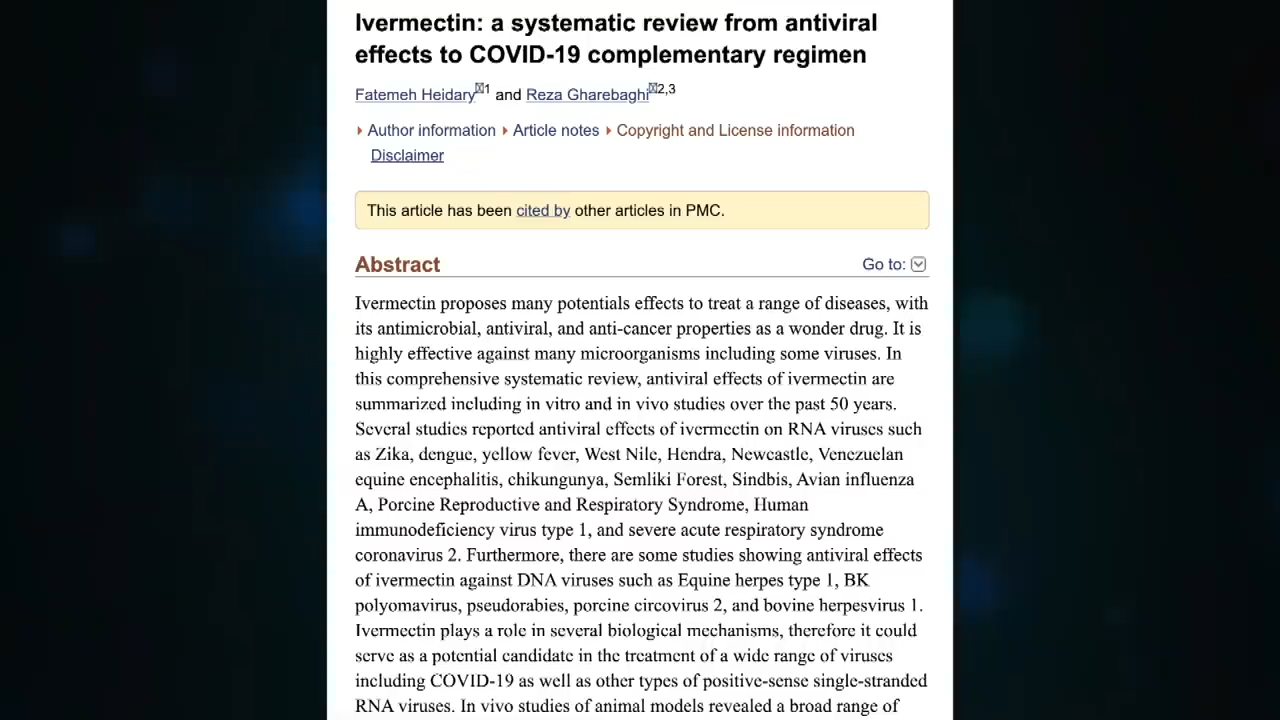 Ivermectin: a systematic review from antiviral
effects to COVID-19 complementary regimen
Fatemeh Heidary1 and Reza Gharebaghi2,3
Author information Article notes Copyright and License information
Disclaimer
This article has been cited by other articles in PMC.
Abstract Go to:
Ivermectin proposes many potentials effects to treat a range of diseases, with
its antimicrobial, antiviral, and anti-cancer properties as a wonder drug. It is
highly effective against many microorganisms including some viruses. In
this comprehensive systematic review, antiviral effects of ivermectin are
summarized including in vitro and in vivo studies over the past 50 years.
Several studies reported antiviral effects of ivermectin on RNA viruses such
as Zika, dengue, yellow fever, West Nile, Hendra, Newcastle, Venezuelan
equine encephalitis, chikungunya, Semliki Forest, Sindbis, Avian influenza
A, Porcine Reproductive and Respiratory Syndrome, Human
immunodeficiency virus type 1, and severe acute respiratory syndrome
coronavirus 2. Furthermore, there are some studies showing antiviral effects
of ivermectin against DNA viruses such as Equine herpes type 1, BK
polyomavirus, pseudorabies, porcine circovirus 2, and bovine herpesvirus 1.
Ivermectin plays a role in several biological mechanisms, therefore it could
serve as a potential candidate in the treatment of a wide range of viruses
including COVID-19 as well as other types of positive-sense single-stranded
RNA viruses. In vivo studies of animal models revealed a broad range of